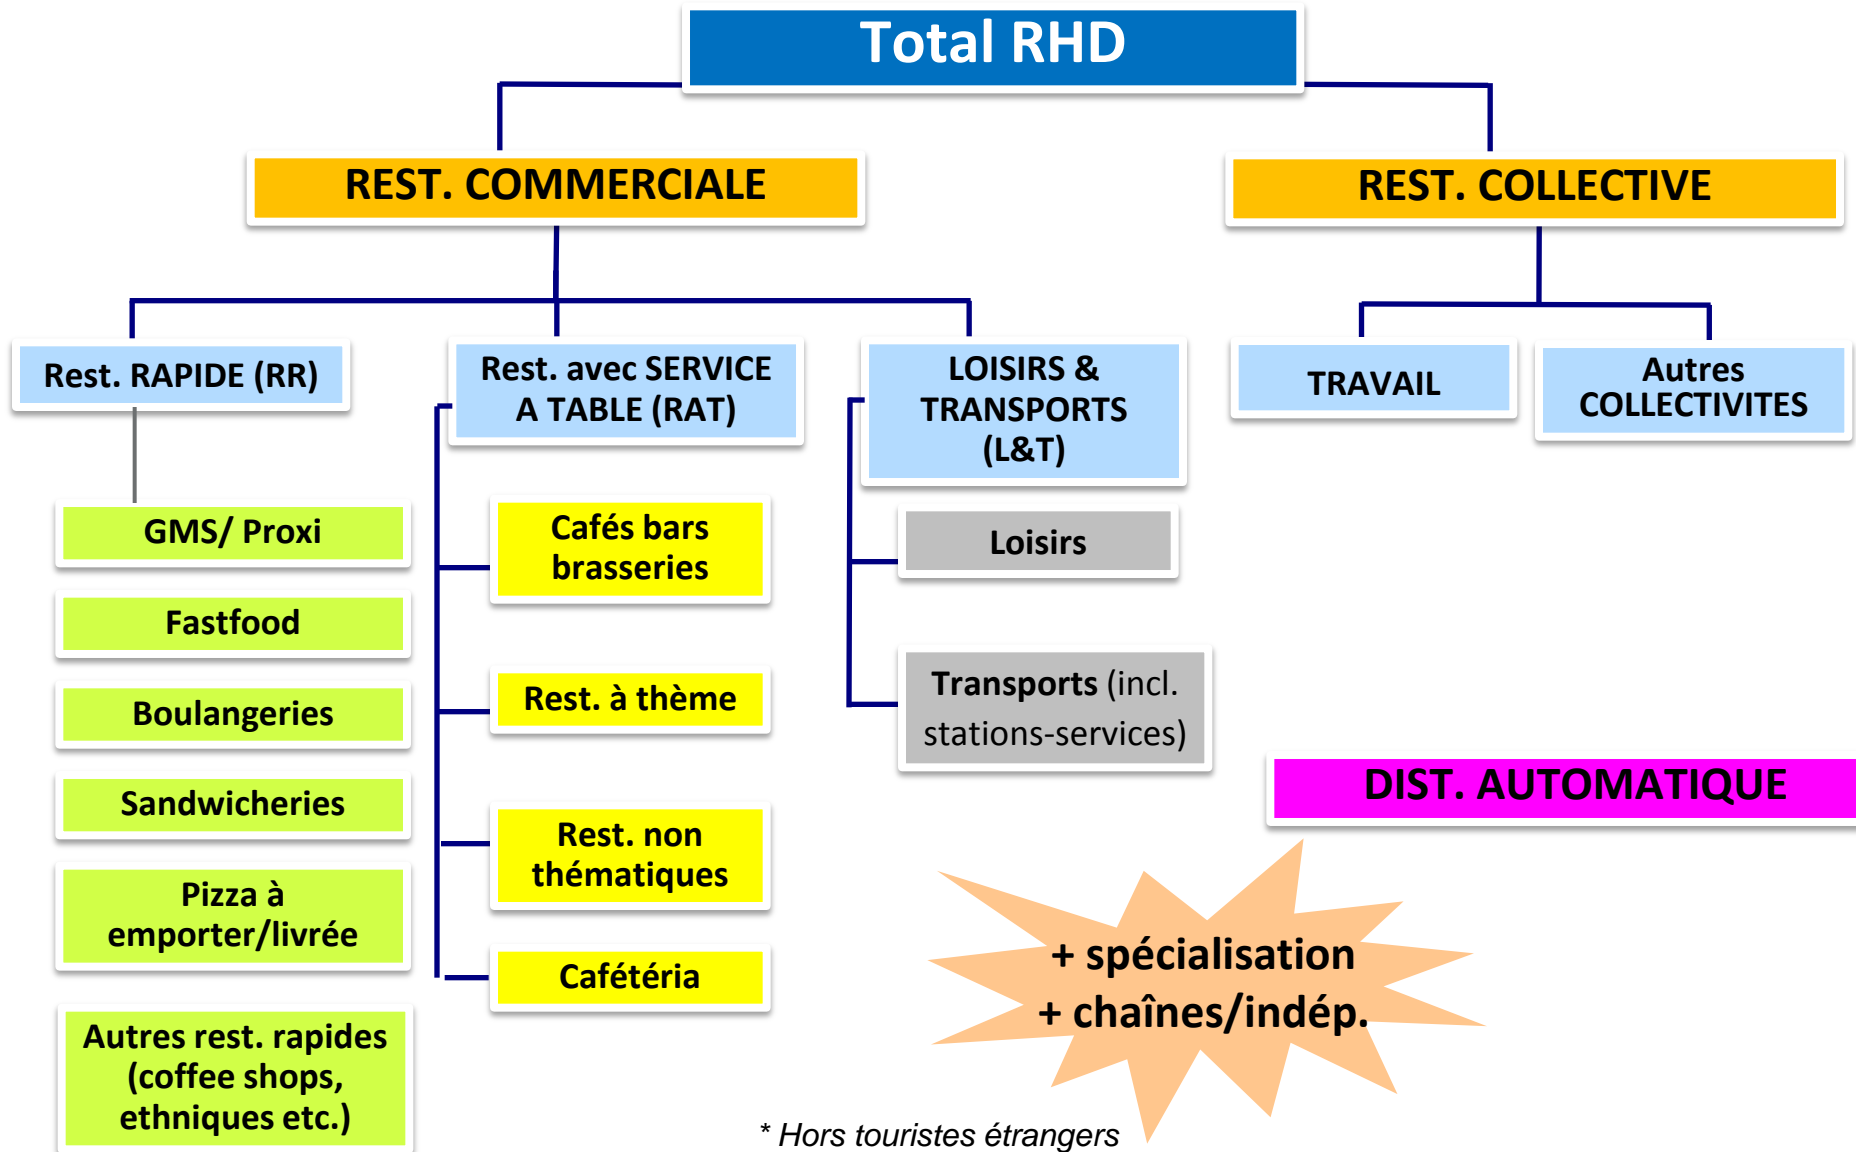 Total RHD
REST. COMMERCIALE
REST. COLLECTIVE
Rest. RAPIDE (RR)
GMS/ Proxi
Fastfood
Boulangeries
Sandwicheries
Pizza à
emporter/livrée
Autres rest. rapides
(coffee shops,
ethniques etc.)
Rest. avec SERVICE
A TABLE (RAT)
Cafés bars
brasseries
Rest. à thème
Rest. non
thématiques
Cafétéria
LOISIRS &
TRANSPORTS
(L&T)
Loisirs
Transports (incl.
stations-services)
TRAVAIL
Autres
COLLECTIVITES
DIST. AUTOMATIQUE
+ spécialisation
+ chaînes/indép.
* Hors touristes étrangers